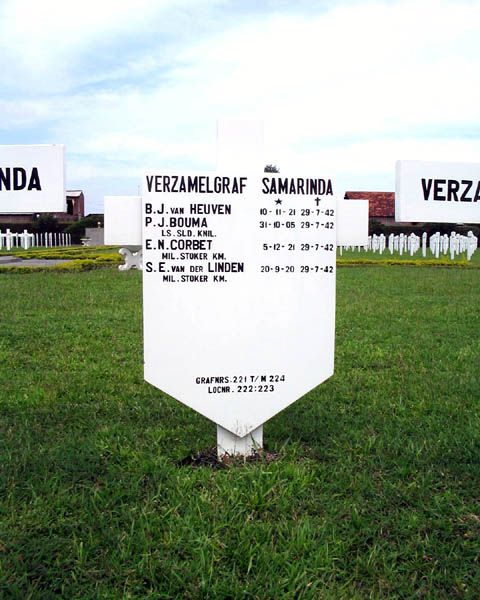 NDA
VERZA
VERZAMELGRAF SAMARINDA
B.J. VAN HEUVEN 10-11-21 29-7-42
P.J. BOUMA 31-10-05 29-7-42
LS. SLD. KNIL.
E.N. CORBET 5-12-21 29-7-42
MIL. STOKER KM.
S.E. VAN DER LINDEN 20-9-20 29-7-42
MIL. STOKER KM.
GRAFNRS. 221 T/M 224
LOCNR. 222:223